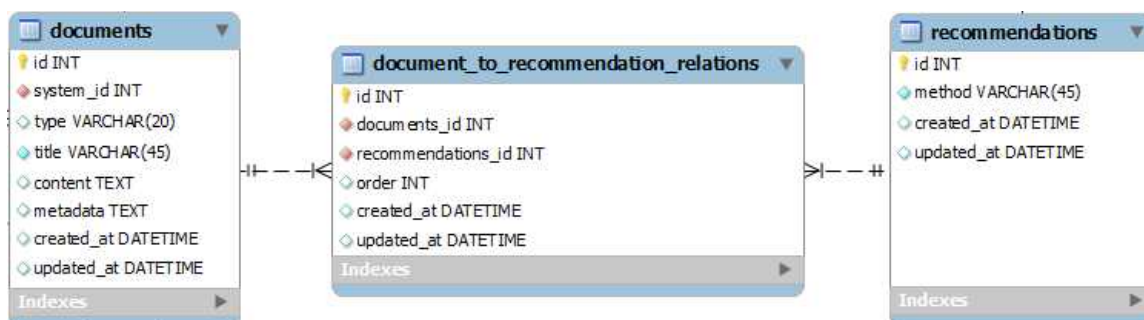 documents
id INT
system_id INT
type VARCHAR(20)
title VARCHAR(45)
content TEXT
metadata TEXT
created_at DATETIME
updated_at DATETIME
Indexes
document_to_recommendation_relations
id INT
documents_id INT
recommendations_id INT
order INT
created_at DATETIME
updated_at DATETIME
Indexes
recommendations
id INT
method VARCHAR(45)
created_at DATETIME
updated_at DATETIME
Indexes